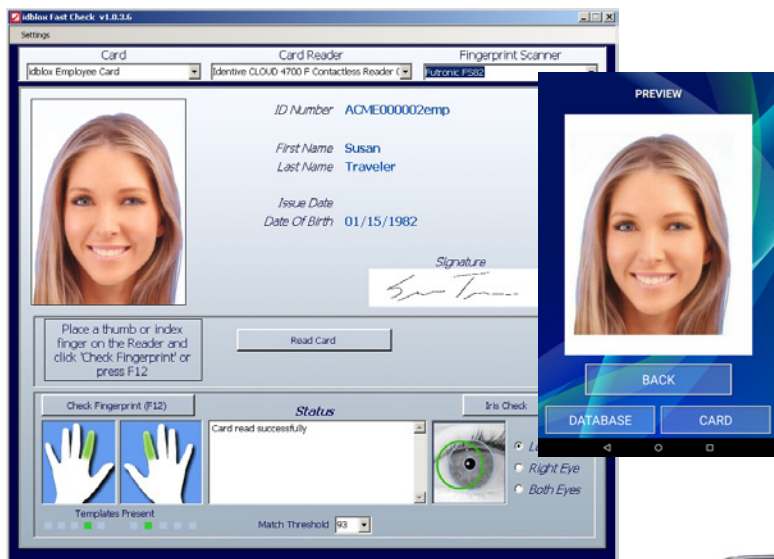 idblox Fast Check v1.0.3.6
Settings
Card
Card Reader
Fingerprint Scanner
idblox Employee Card
Identive CLOUD 4700 F Contactless Reader (
Futronic FS82
ID Number ACME000002emp
First Name Susan
Last Name Traveler
Issue Date
Date Of Birth 01/15/1982
Signature
Place a thumb or index
finger on the Reader and
click 'Check Fingerprint' or
press F12
Read Card
Check Fingerprint (F12)
Status
Iris Check
Card read successfully
Right Eye
Both Eyes
Templates Present
Match Threshold 93
PREVIEW
BACK
DATABASE
CARD